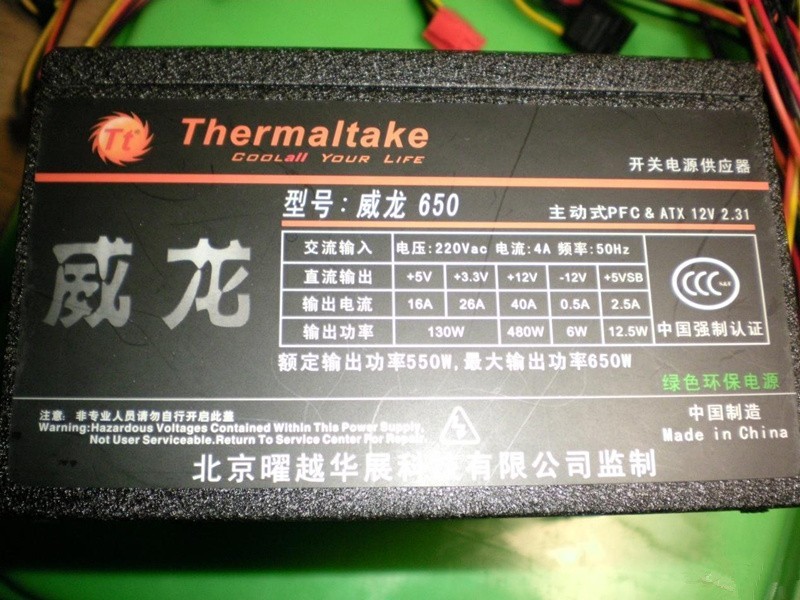 Tt
Thermaltake
COOLall YOUR LIFE
开关电源供应器
型号：威龙 650
主动式PFC & ATX 12V 2.31
威龙
交流输入 电压:220Vac 电流:4A 频率:50Hz
直流输出 +5V +3.3V +12V -12V +5VSB
输出电流 16A 26A 40A 0.5A 2.5A
输出功率 130W 480W 6W 12.5W
CCC
中国强制认证
额定输出功率550W,最大输出功率650W
绿色环保电源
注意: 非专业人员请勿自行开启此盖
Warning:Hazardous Voltages Contained Within This Power Supply,
Not User Serviceable.Return To Service Center For Repair.
中国制造
Made in China
北京曜越华展科技有限公司监制